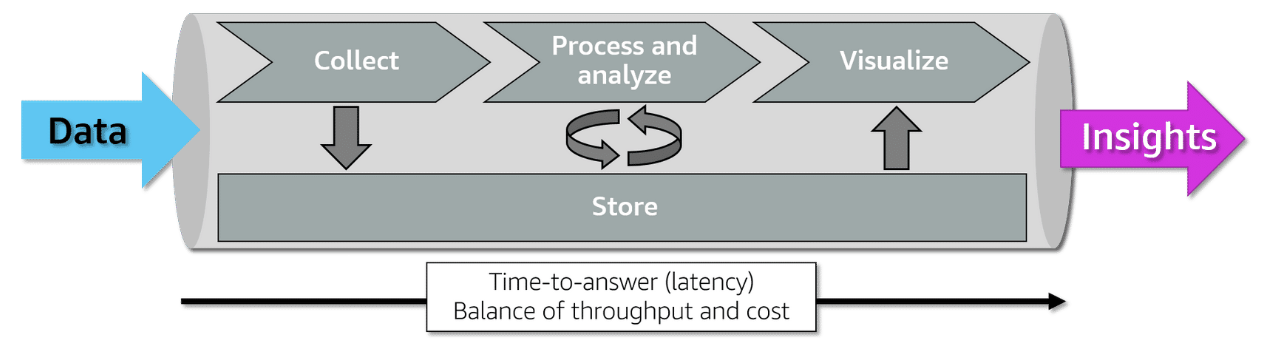 Collect
Process and
analyze
Visualize
Data
Insights
Store
Time-to-answer (latency)
Balance of throughput and cost